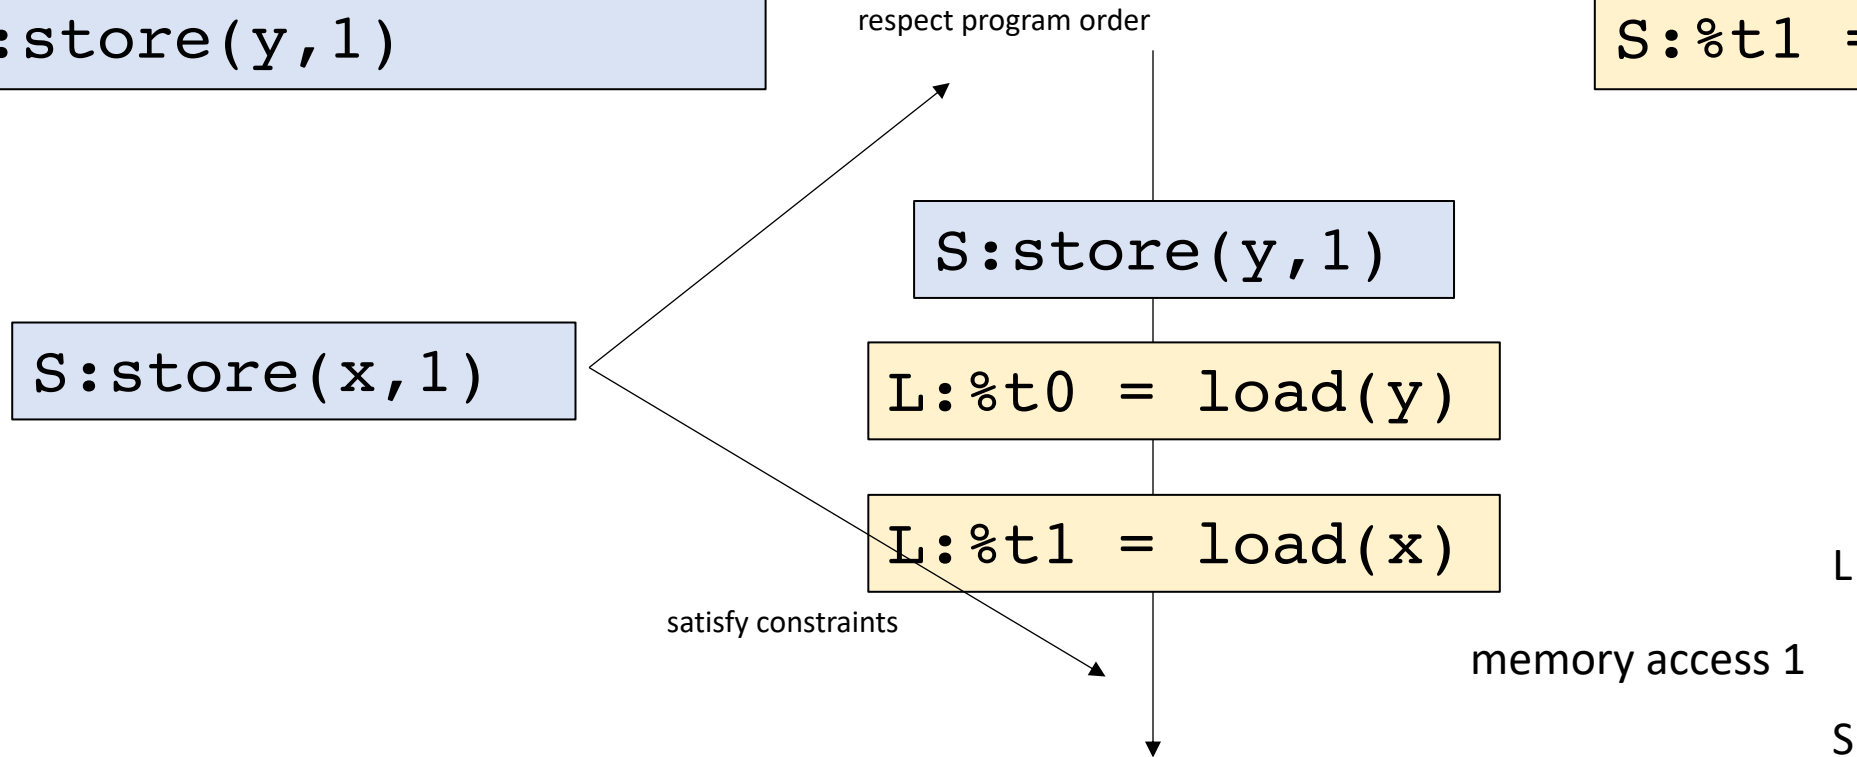 :store(y,1)
respect program order
S:%t1 =
S:store(y,1)
S:store(x,1)
L:%t0 = load(y)
L:%t1 = load(x)
L
satisfy constraints
memory access 1
S